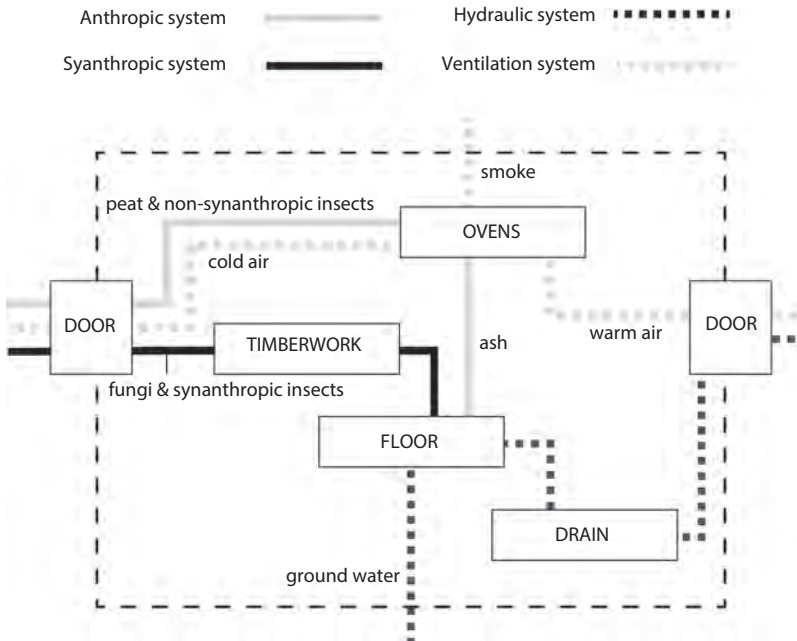 Anthropic system
Hydraulic system
Syanthropic system
Ventilation system
smoke
peat & non-synanthropic insects
OVENS
cold air
DOOR
DOOR
warm air
TIMBERWORK
ash
fungi & synanthropic insects
FLOOR
DRAIN
ground water